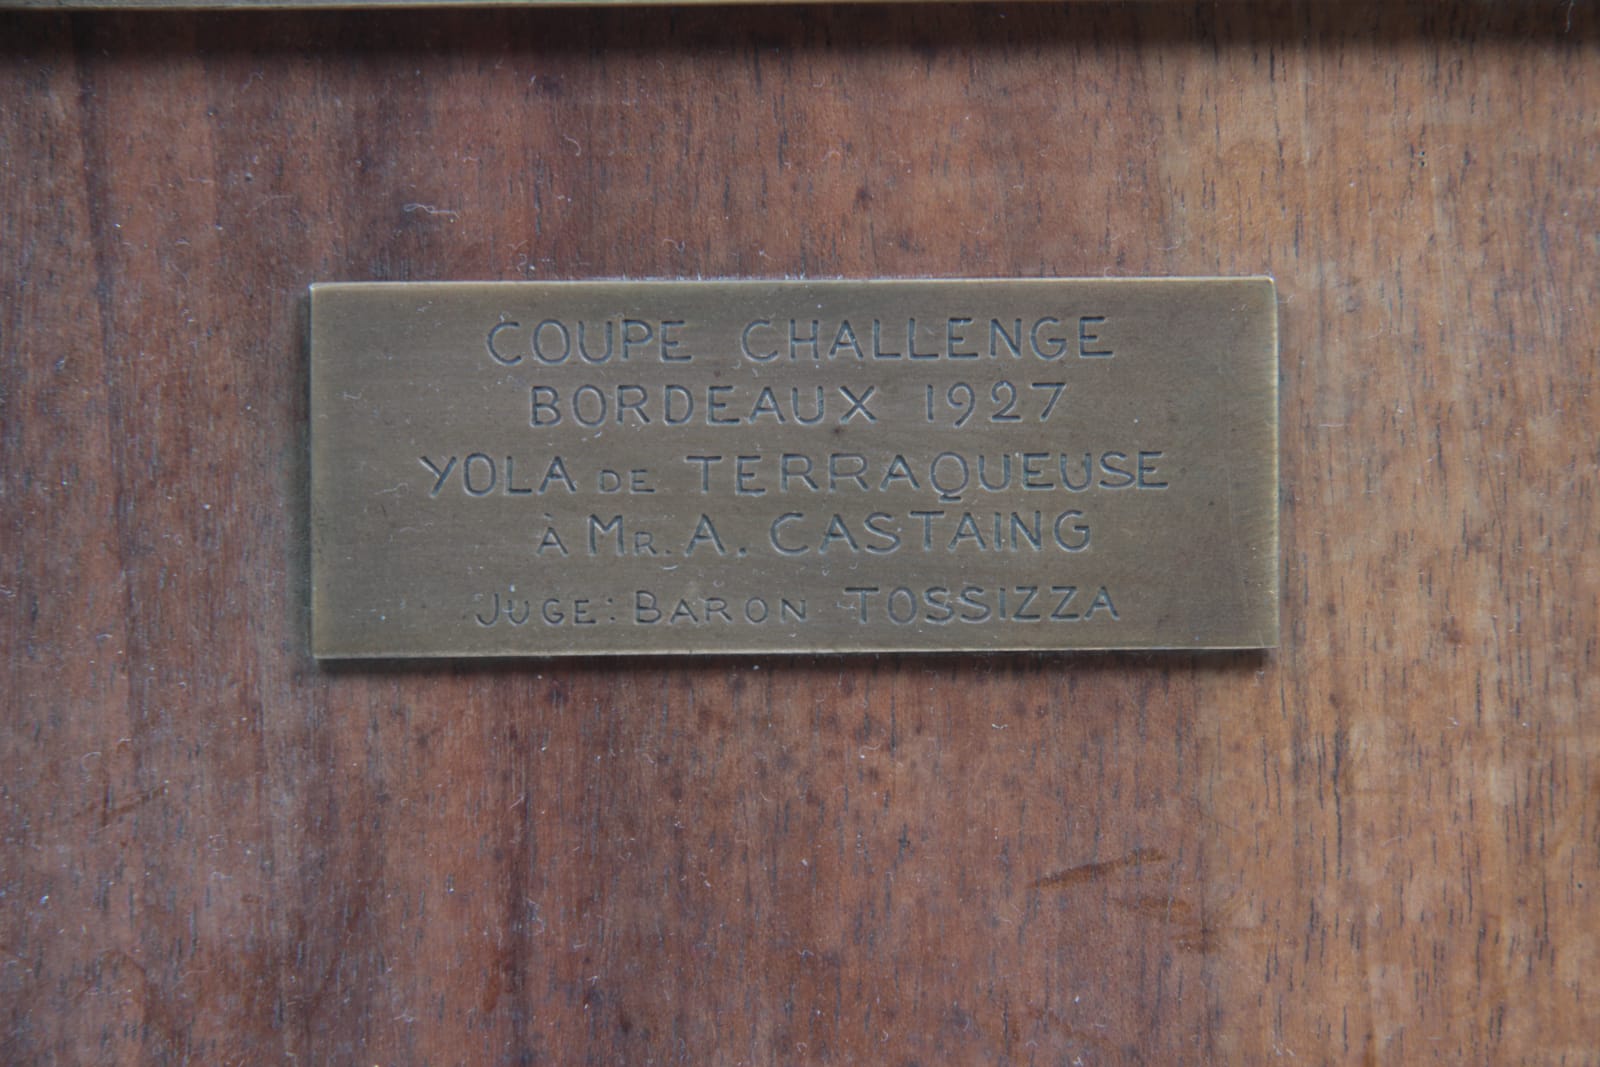 COUPE CHALLENGE
BORDEAUX 1927
YOLA DE TERRAQUEUSE
À MR. A. CASTAING
JUGE: BARON TOSSIZZA